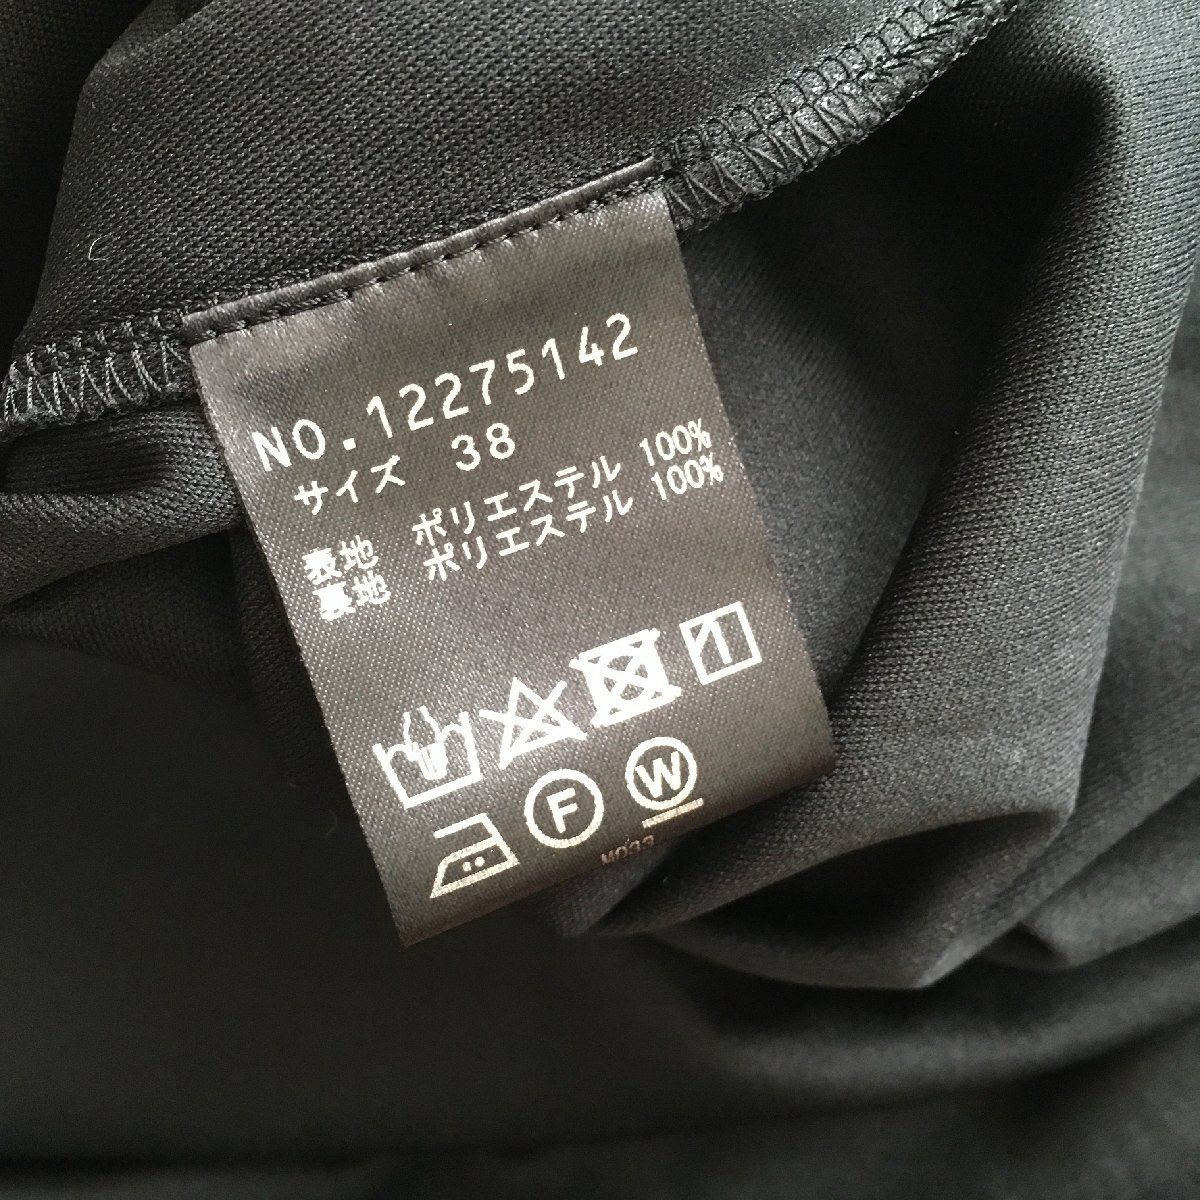 NO.12275142
サイズ 38
表地 ポリエステル 100%
裏地 ポリエステル 100%
F W
M033